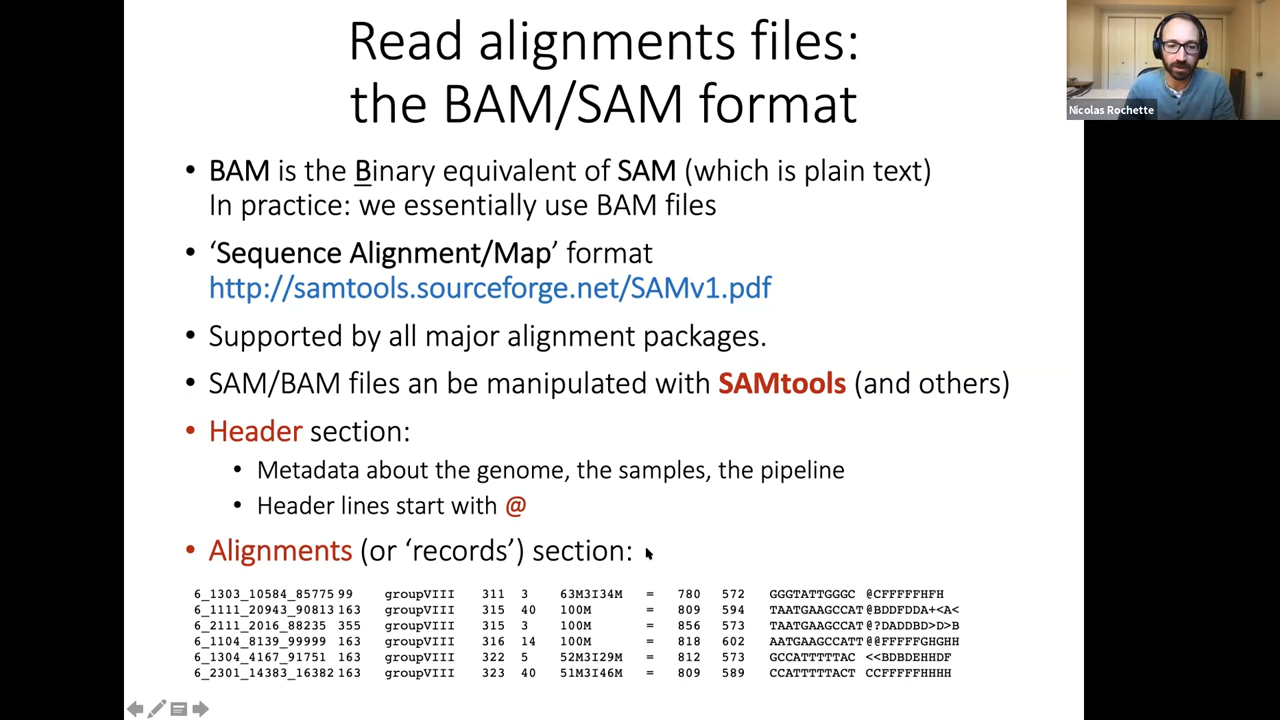 Read alignments files:
the BAM/SAM format
Nicolas Rochette
• BAM is the Binary equivalent of SAM (which is plain text)
In practice: we essentially use BAM files
• ‘Sequence Alignment/Map’ format
http://samtools.sourceforge.net/SAMv1.pdf
• Supported by all major alignment packages.
• SAM/BAM files an be manipulated with SAMtools (and others)
• Header section:
• Metadata about the genome, the samples, the pipeline
• Header lines start with @
• Alignments (or ‘records’) section:
6_1303_10584_85775 99 groupVIII 311 3 63M3I34M = 780 572 GGGTATTGGGC @CFFFFFHFH
6_1111_20943_90813 163 groupVIII 315 40 100M = 809 594 TAATGAAGCCAT @BDDFDDA+<A<
6_2111_2016_88235 355 groupVIII 315 3 100M = 856 573 TAATGAAGCCAT @?DADDBD>D>B
6_1104_8139_99999 163 groupVIII 316 14 100M = 818 602 AATGAAGCCATT @@FFFFFGHGHH
6_1304_4167_91751 163 groupVIII 322 5 52M3I29M = 812 573 GCCATTTTTAC <<BDBDEHHDF
6_2301_14383_16382 163 groupVIII 323 40 51M3I46M = 809 589 CCATTTTTACT CCFFFFFHHHH